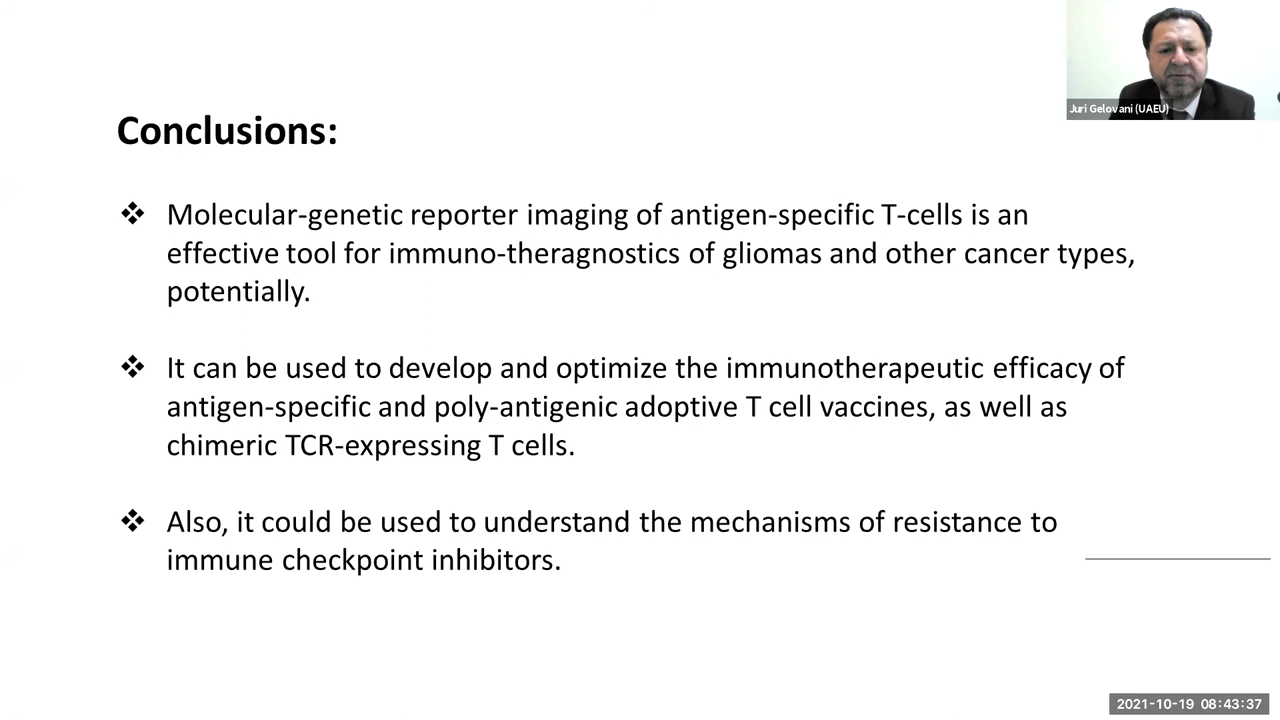 Juri Gelovani (UAEU)
Conclusions:
❖ Molecular-genetic reporter imaging of antigen-specific T-cells is an
effective tool for immuno-theragnostics of gliomas and other cancer types,
potentially.
❖ It can be used to develop and optimize the immunotherapeutic efficacy of
antigen-specific and poly-antigenic adoptive T cell vaccines, as well as
chimeric TCR-expressing T cells.
❖ Also, it could be used to understand the mechanisms of resistance to
immune checkpoint inhibitors.
2021-10-19 08:43:37